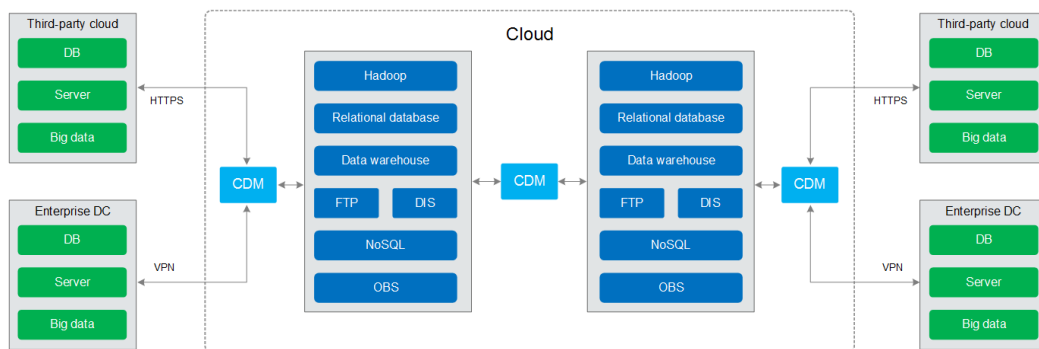 Cloud
Third-party cloud
DB
Server
Big data
HTTPS
Enterprise DC
DB
Server
Big data
VPN
CDM
Hadoop
Relational database
Data warehouse
FTP DIS
NoSQL
OBS
CDM
Hadoop
Relational database
Data warehouse
FTP DIS
NoSQL
OBS
CDM
Third-party cloud
DB
Server
Big data
HTTPS
Enterprise DC
DB
Server
Big data
VPN